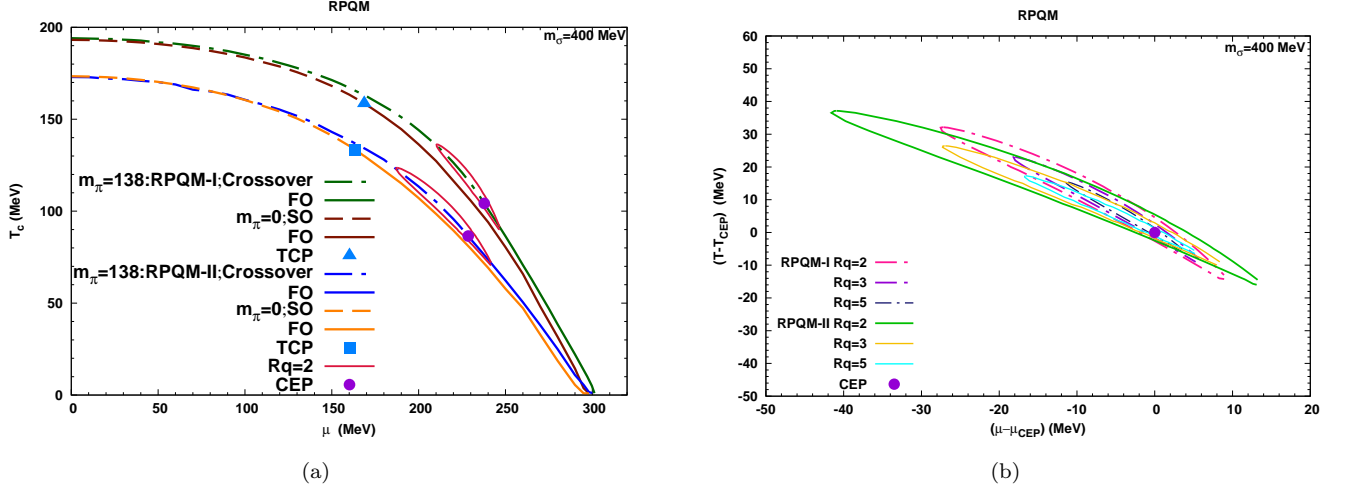 RPQM
m_σ=400 MeV
T_c (MeV)
200
150
100
50
0
m_π=138:RPQM-I;Crossover
FO
m_π=0;SO
FO
TCP
m_π=138:RPQM-II;Crossover
FO
m_π=0;SO
FO
TCP
Rq=2
CEP
0 50 100 150 200 250 300
μ (MeV)
(a)
RPQM
m_σ=400 MeV
(T-T_CEP) (MeV)
60
50
40
30
20
10
0
-10
-20
-30
-40
-50
RPQM-I Rq=2
Rq=3
Rq=5
RPQM-II Rq=2
Rq=3
Rq=5
CEP
-50 -40 -30 -20 -10 0 10 20
(μ-μ_CEP) (MeV)
(b)